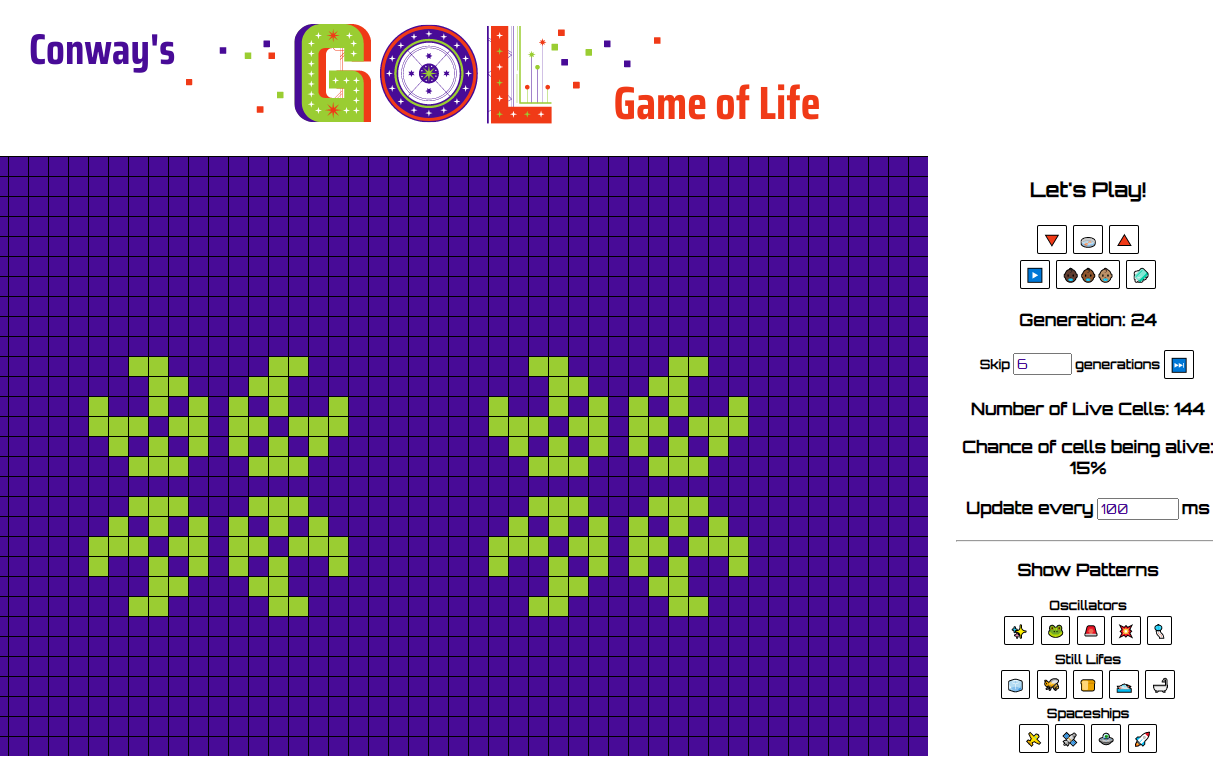 Conway's
GOL
Game of Life
Let's Play!
Generation: 24
Skip 6 generations
Number of Live Cells: 144
Chance of cells being alive:
15%
Update every 100 ms
Show Patterns
Oscillators
Still Lifes
Spaceships